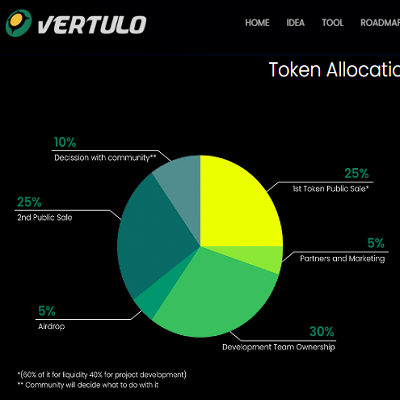 VERTULO
HOME IDEA TOOL ROADMAP
Token Allocatio
10%
Decission with community**
25%
1st Token Public Sale*
25%
2nd Public Sale
5%
Partners and Marketing
5%
Airdrop
30%
Development Team Ownership
*(60% of it for liquidity 40% for project development)
** Community will decide what to do with it